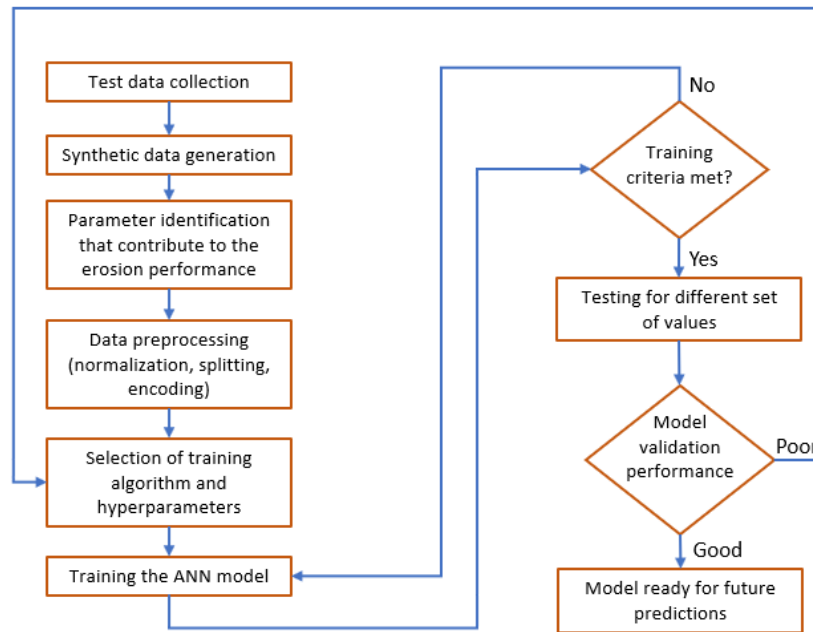 Test data collection
Synthetic data generation
Parameter identification
that contribute to the
erosion performance
Data preprocessing
(normalization, splitting,
encoding)
Selection of training
algorithm and
hyperparameters
Training the ANN model
No
Training
criteria met?
Yes
Testing for different set
of values
Model
validation
performance
Poor
Good
Model ready for future
predictions